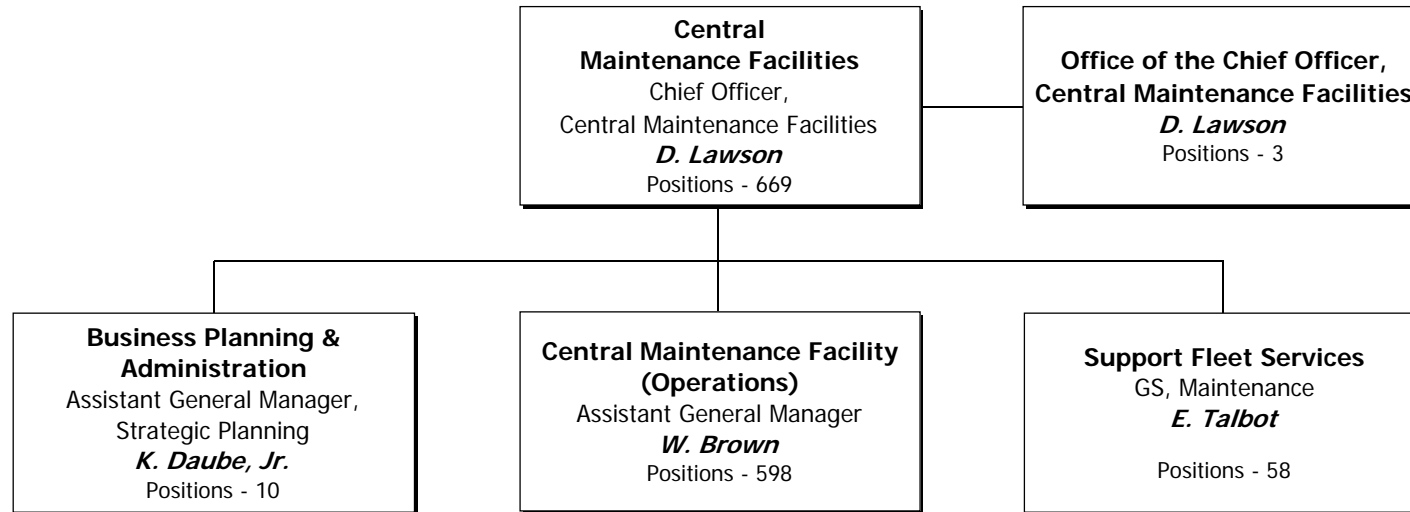 Central
Maintenance Facilities
Chief Officer,
Central Maintenance Facilities
D. Lawson
Positions - 669
Office of the Chief Officer,
Central Maintenance Facilities
D. Lawson
Positions - 3
Business Planning &
Administration
Assistant General Manager,
Strategic Planning
K. Daube, Jr.
Positions - 10
Central Maintenance Facility
(Operations)
Assistant General Manager
W. Brown
Positions - 598
Support Fleet Services
GS, Maintenance
E. Talbot
Positions - 58